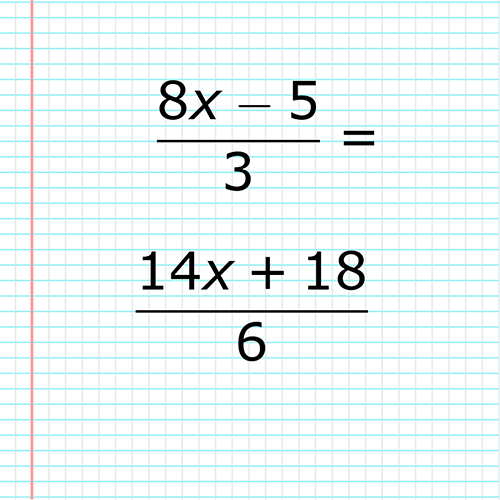 8x – 5
3
=
14x + 18
6